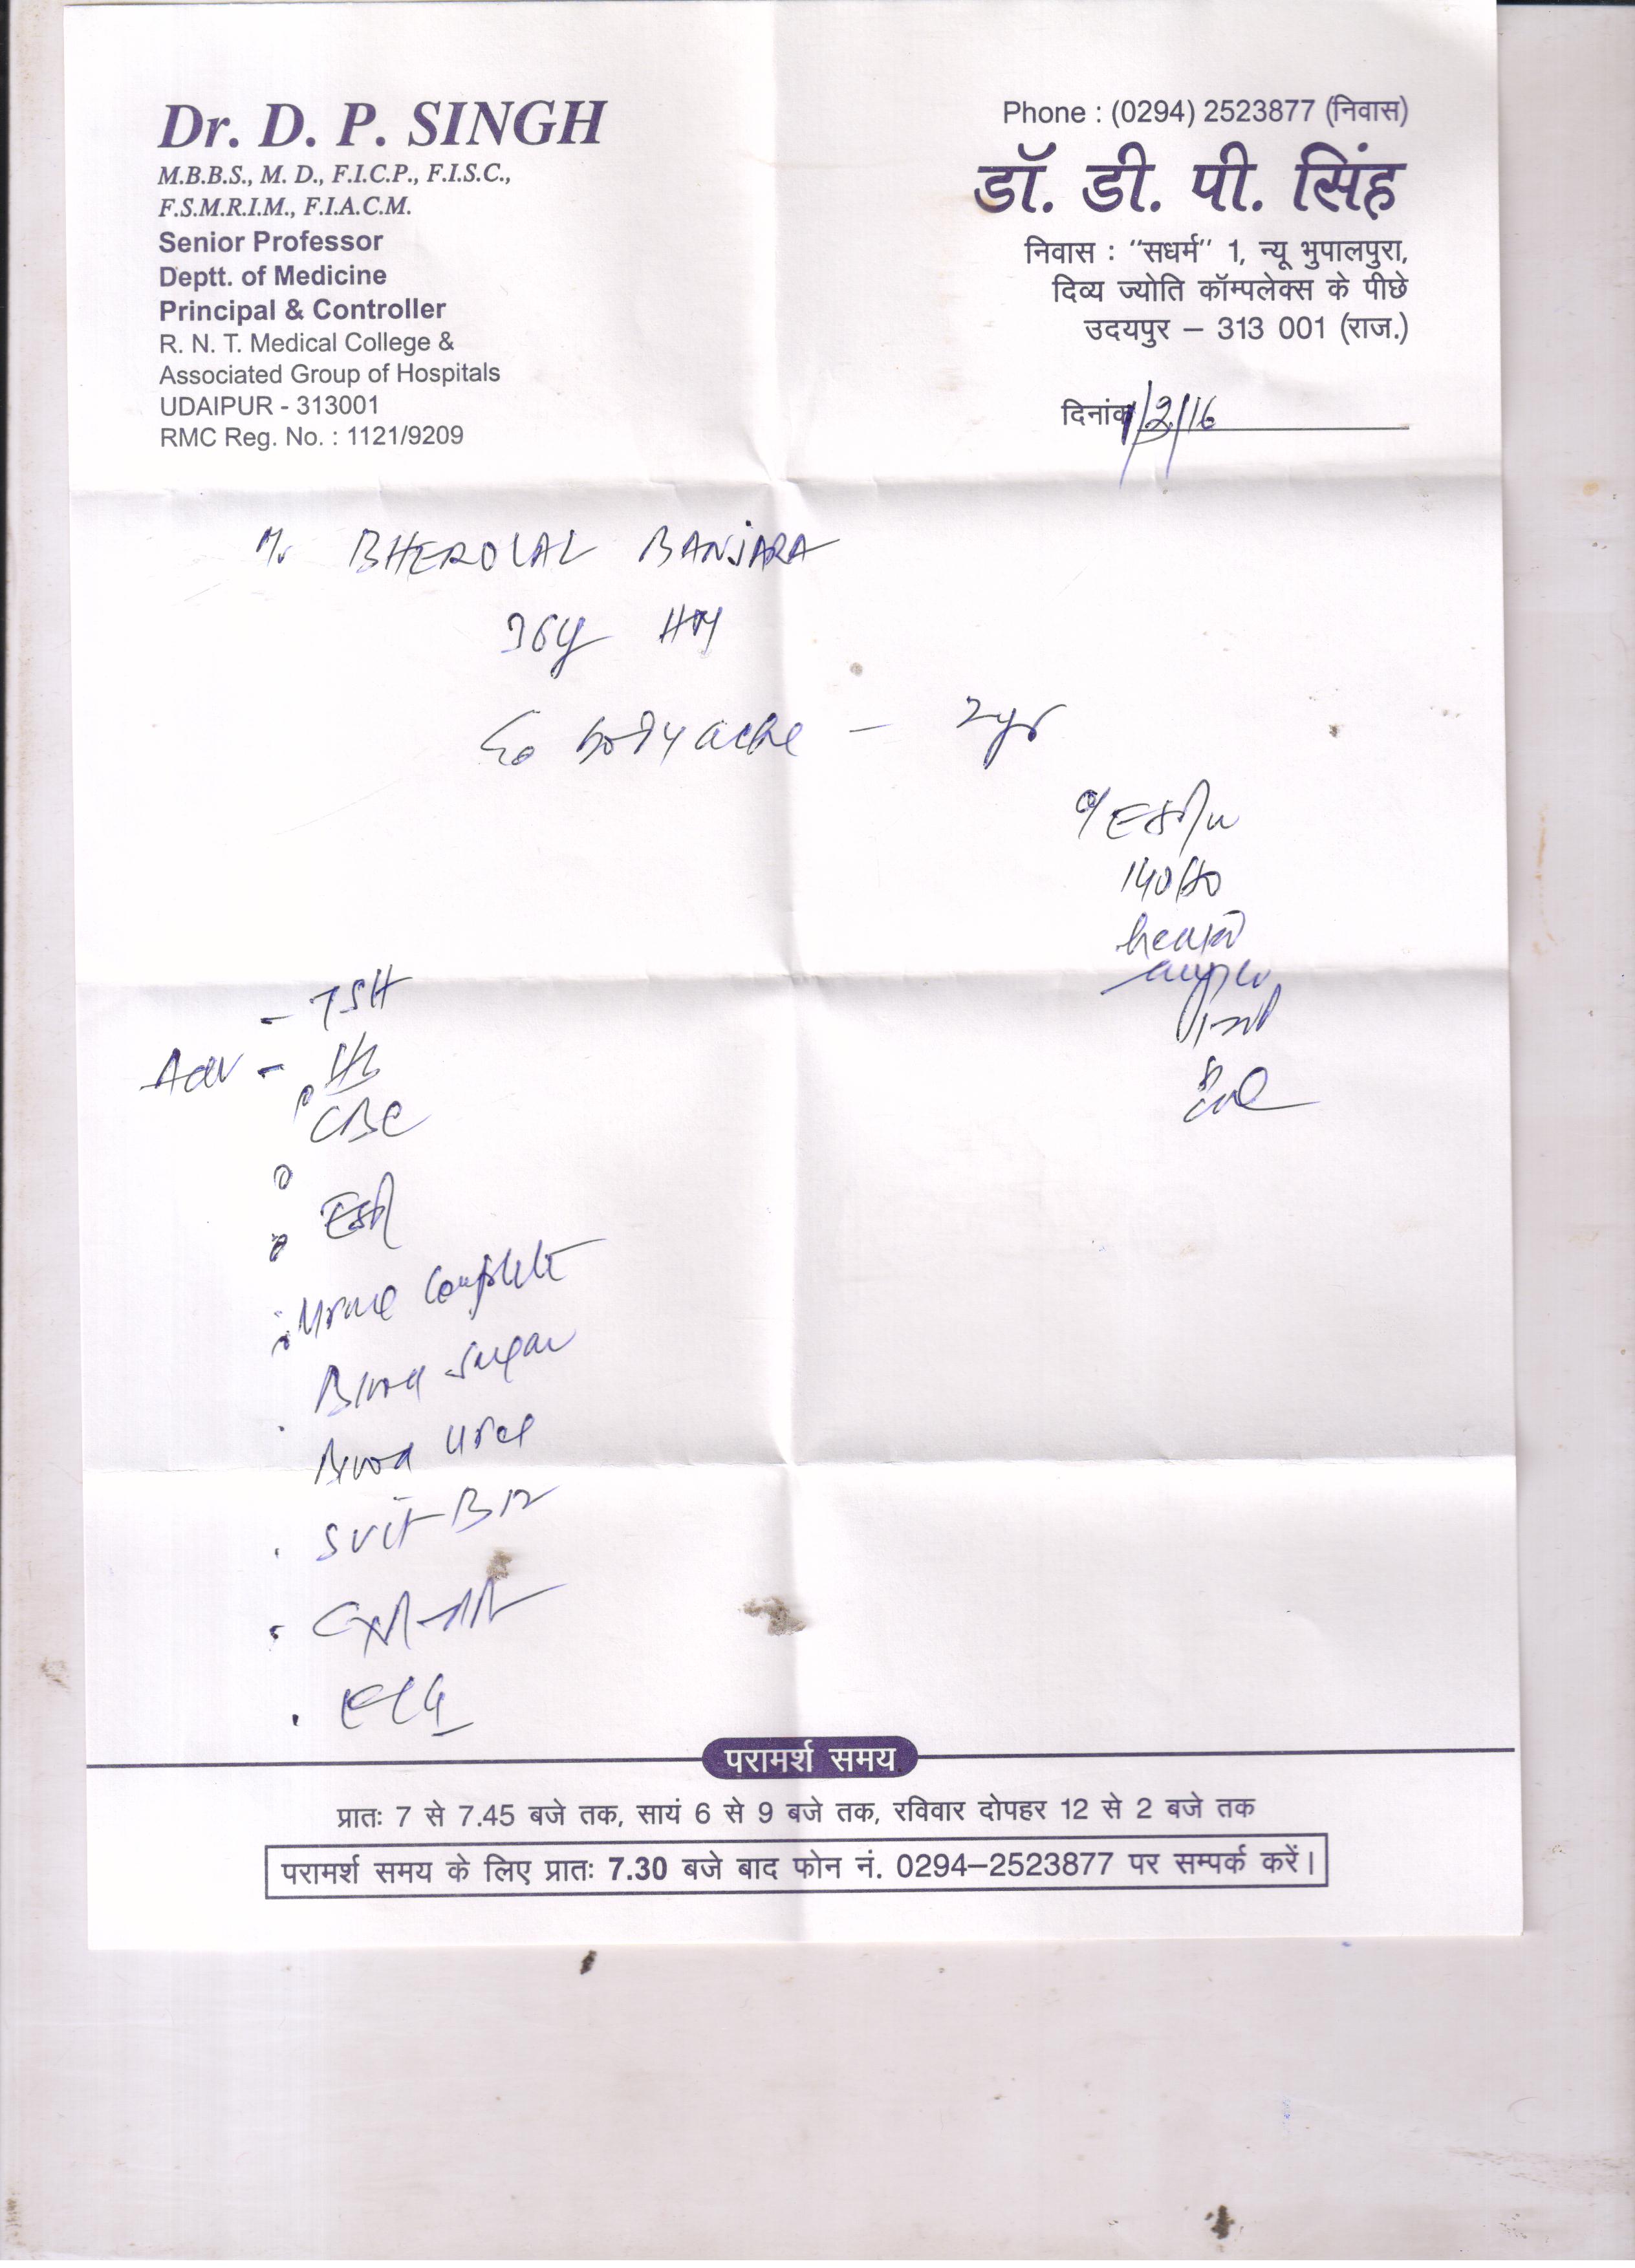 Dr. D. P. SINGH
M.B.B.S., M. D., F.I.C.P., F.I.S.C.,
F.S.M.R.I.M., F.I.A.C.M.
Senior Professor
Deptt. of Medicine
Principal & Controller
R. N. T. Medical College &
Associated Group of Hospitals
UDAIPUR - 313001
RMC Reg. No. : 1121/9209
Phone : (0294) 2523877 (निवास)
डॉ. डी. पी. सिंह
निवास : "सधर्म" 1, न्यू भुपालपुरा,
दिव्य ज्योति कॉम्पलेक्स के पीछे
उदयपुर – 313 001 (राज.)
दिनांक 1/2/16
Mr BHEROLAL BANJARA
36y HM
C/o bodyache – 2yr
140/80
- TSH
Adv - Hb
CBC
ESR
Urine Complete
Blood Sugar
Blood Urea
S Vit B12
ECG
परामर्श समय
प्रातः 7 से 7.45 बजे तक, सायं 6 से 9 बजे तक, रविवार दोपहर 12 से 2 बजे तक
परामर्श समय के लिए प्रातः 7.30 बजे बाद फोन नं. 0294–2523877 पर सम्पर्क करें।